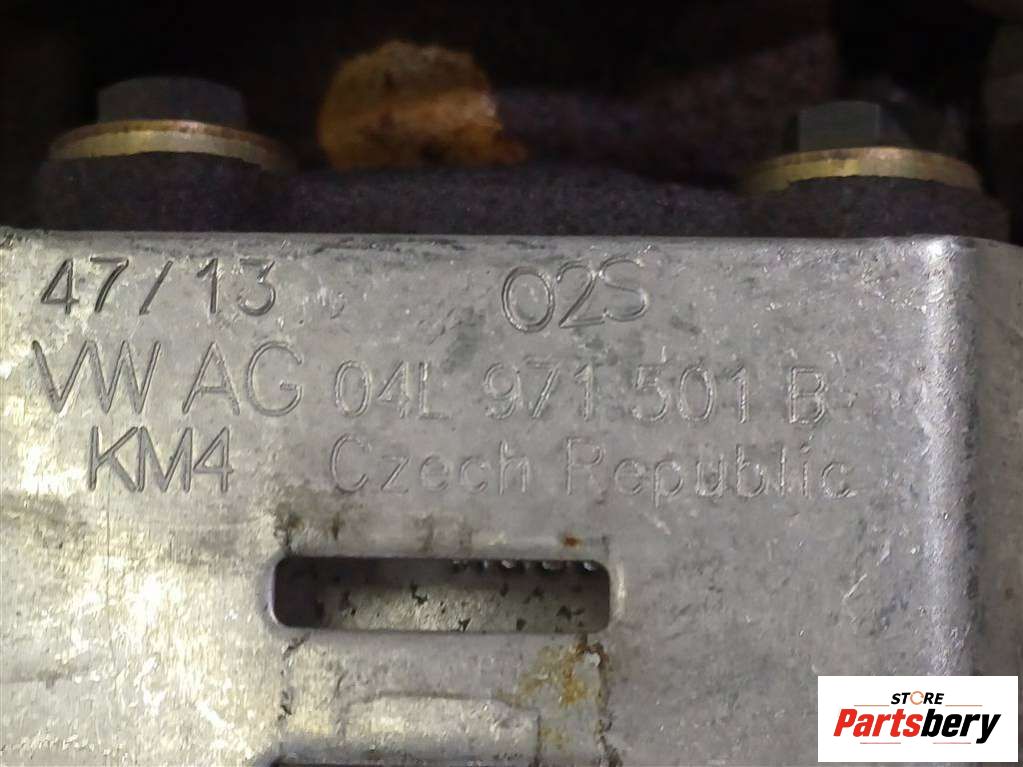 47/13 02S
VW AG 04L 971 501 B
KM4 Czech Republic
STORE
Partsbery